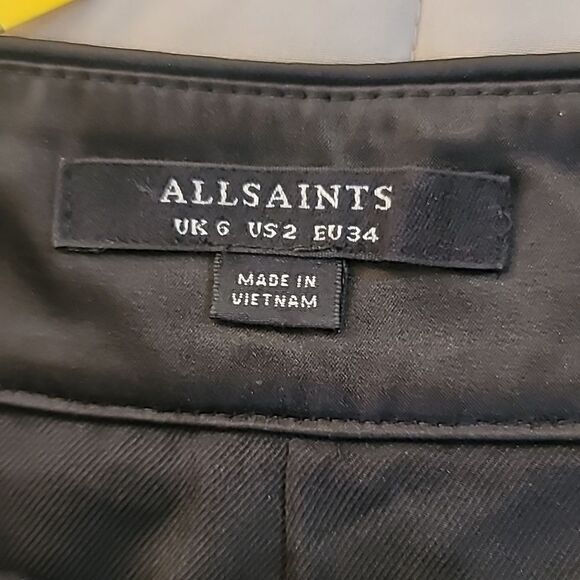 ALLSAINTS
UK 6 US 2 EU 34
MADE IN
VIETNAM